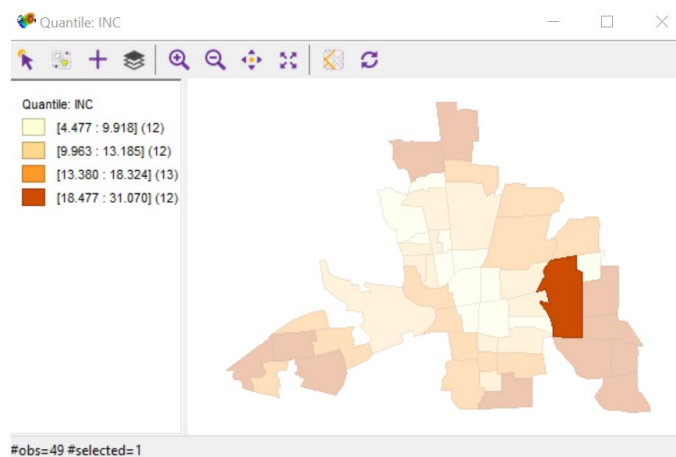 Quantile: INC
Quantile: INC
[4.477 : 9.918] (12)
[9.963 : 13.185] (12)
[13.380 : 18.324] (13)
[18.477 : 31.070] (12)
#obs=49 #selected=1